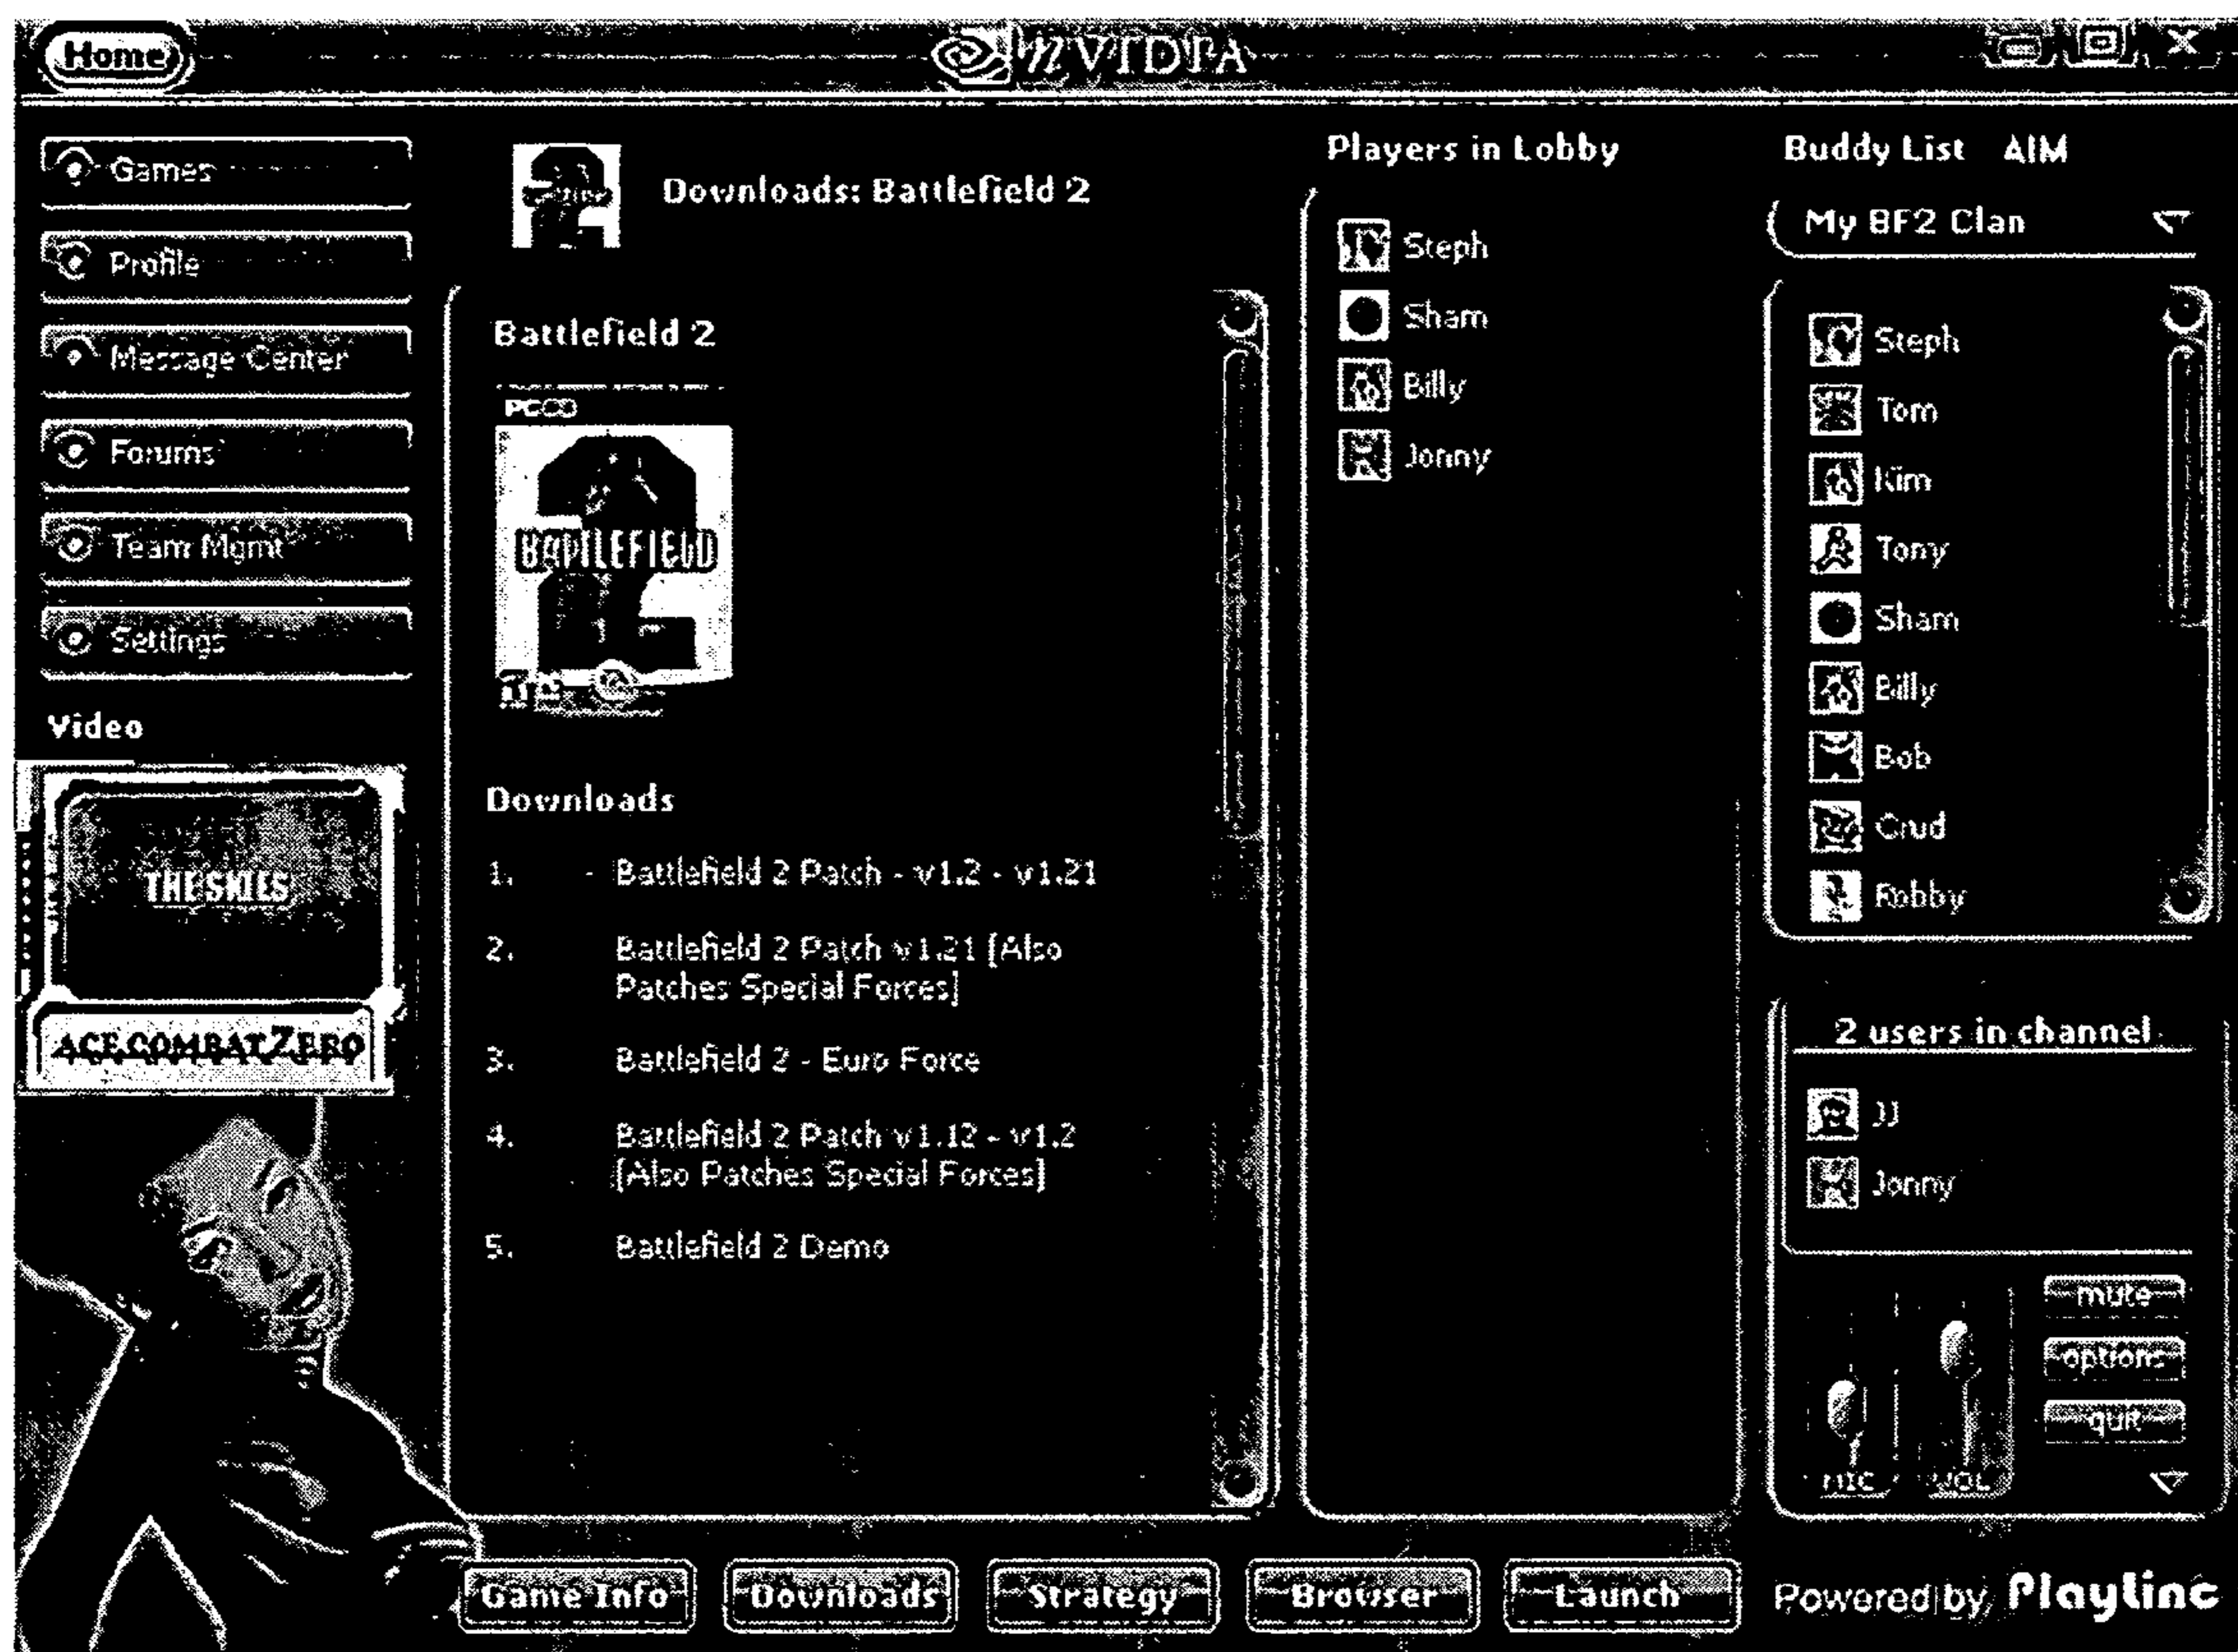 Home
NVIDIA
Games
Profile
Message Center
Forums
Team Mgmt
Settings
Video
THE SKIES
ACE COMBAT ZERO
Downloads: Battlefield 2
Battlefield 2
PC CD
BATTLEFIELD
2
Downloads
1. - Battlefield 2 Patch - v1.2 - v1.21
2. Battlefield 2 Patch v1.21 [Also
Patches Special Forces]
3. Battlefield 2 - Euro Force
4. Battlefield 2 Patch v1.12 - v1.2
[Also Patches Special Forces]
5. Battlefield 2 Demo
Players in Lobby
Steph
Sham
Billy
Jonny
Buddy List AIM
My BF2 Clan
Steph
Tom
Kim
Tony
Sham
Billy
Bob
Crud
Robby
2 users in channel
JJ
Jonny
mute
options
quit
MIC VOL
Game Info
Downloads
Strategy
Browser
Launch
Powered by PlayLinc